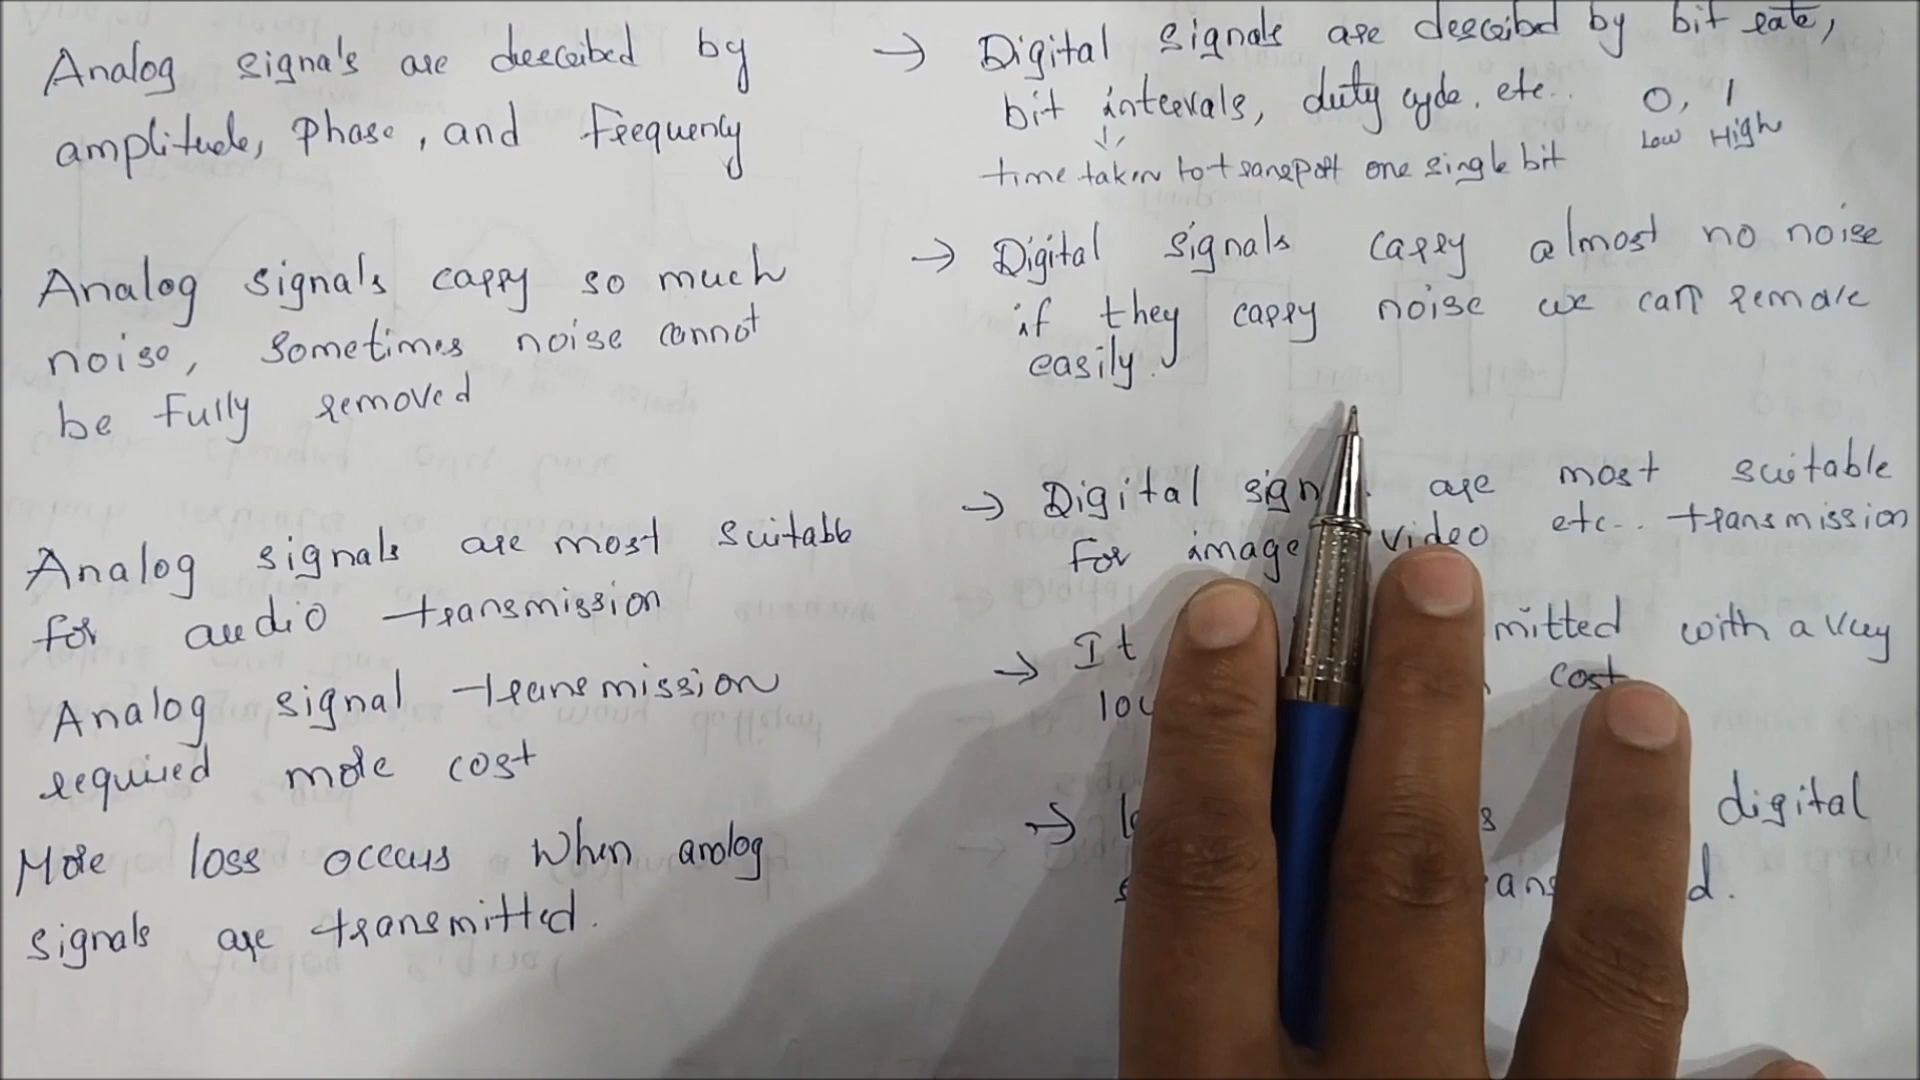 Analog signals are described by
amplitude, phase, and frequency
Analog signals carry so much
noise, sometimes noise cannot
be fully removed
Analog signals are most suitable
for audio transmission
Analog signal transmission
required more cost
More loss occurs when analog
signals are transmitted.
→ Digital signals are described by bit rate,
bit intervals, duty cycle, etc..
0, 1
Low High
time taken to transport one single bit
→ Digital signals carry almost no noise
if they carry noise we can remove
easily.
→ Digital are most suitable
for image video etc.. transmission
→ It with a very
cost
→ digital